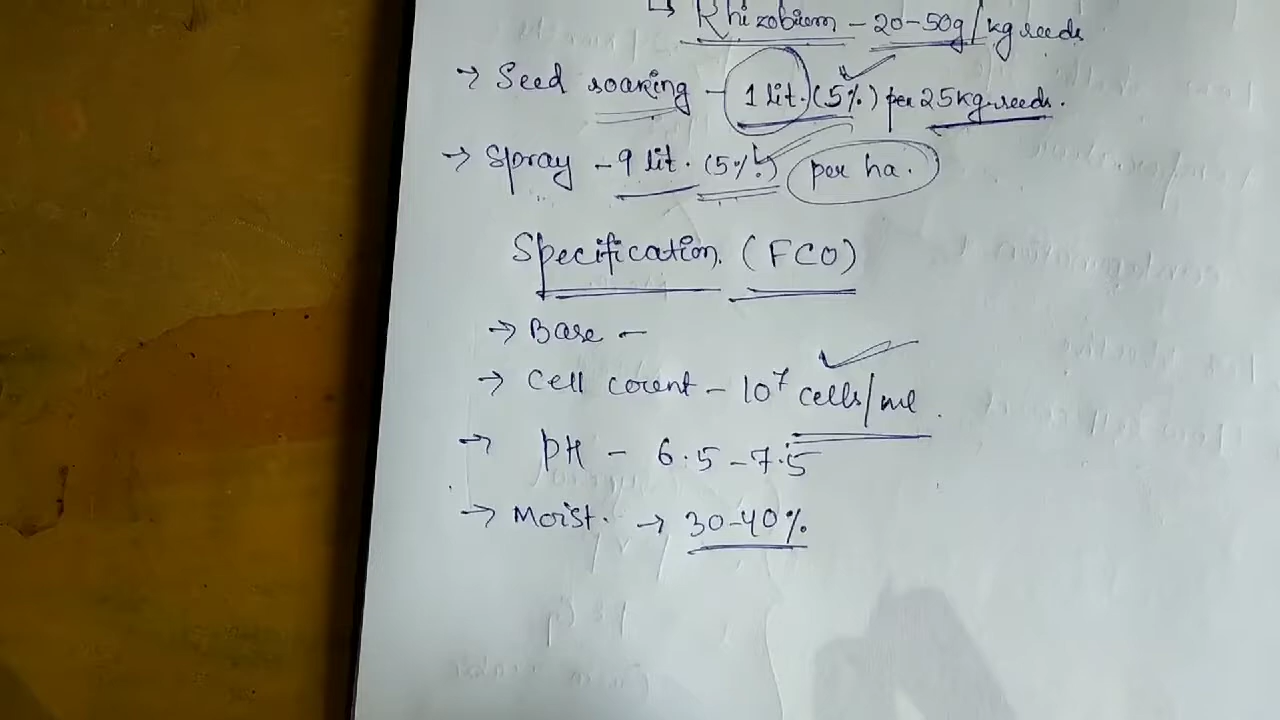 ↳ Rhizobium - 20-50g/kg seeds
→ Seed soaking - 1 lit. (5%) per 25kg seeds.
→ Spray - 9 lit. (5%) per ha.
Specification (FCO)
→ Base -
→ Cell count - 10⁷ cells/ml.
→ PH - 6.5-7.5
→ Moist. → 30-40%